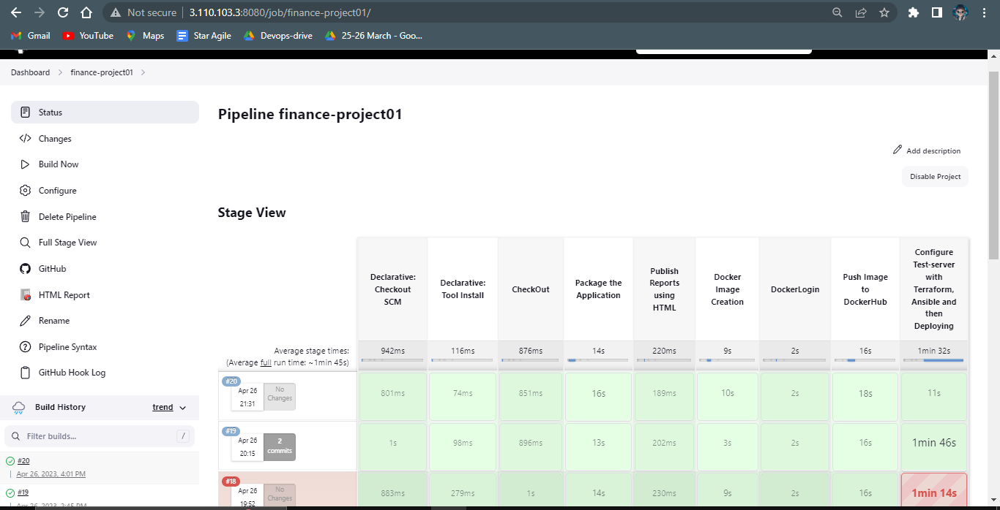 Not secure
3.110.103.3:8080/job/finance-project01/
Gmail
YouTube
Maps
Star Agile
Devops-drive
25-26 March - Goo...
Dashboard
finance-project01
Status
Changes
Build Now
Configure
Delete Pipeline
Full Stage View
GitHub
HTML Report
Rename
Pipeline Syntax
GitHub Hook Log
Build History
trend
Filter builds...
/
#20
Apr 26, 2023, 4:01 PM
#19
Apr 26, 2023, 2:45 PM
Pipeline finance-project01
Add description
Disable Project
Stage View
Declarative:
Checkout
SCM
Declarative:
Tool Install
CheckOut
Package the
Application
Publish
Reports
using
HTML
Docker
Image
Creation
DockerLogin
Push Image
to
DockerHub
Configure
Test-server
with
Terraform,
Ansible and
then
Deploying
Average stage times:
(Average full run time: ~1min 45s)
942ms
116ms
876ms
14s
220ms
9s
2s
16s
1min 32s
#20
Apr 26
21:31
No
Changes
801ms
74ms
851ms
16s
189ms
10s
2s
18s
11s
#19
Apr 26
20:15
2
commits
1s
98ms
896ms
13s
202ms
3s
2s
16s
1min 46s
#18
Apr 26
19:52
No
Changes
883ms
279ms
1s
14s
230ms
9s
2s
16s
1min 14s